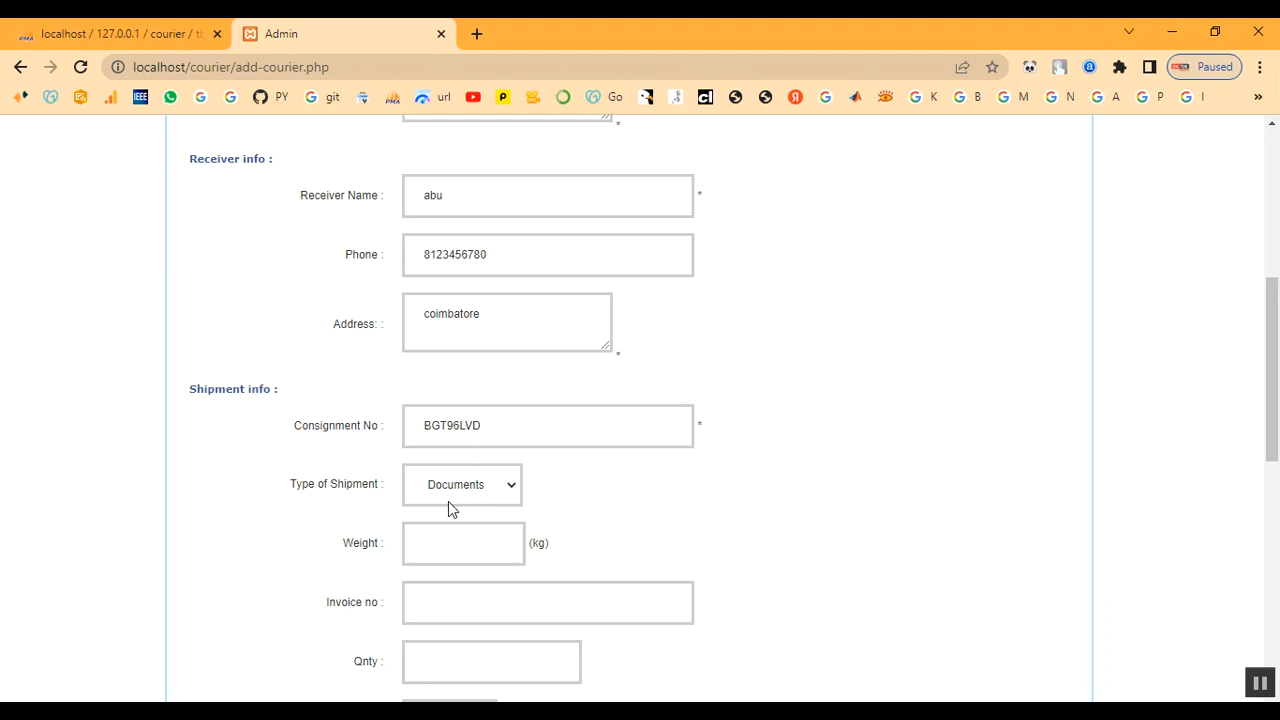 localhost / 127.0.0.1 / courier / tb
Admin
localhost/courier/add-courier.php
Paused
IEEE
PY
git
url
Go
K
B
M
N
A
P
I
»
*
Receiver info :
Receiver Name : abu *
Phone : 8123456780
Address: : coimbatore
*
Shipment info :
Consignment No : BGT96LVD *
Type of Shipment : Documents
Weight : (kg)
Invoice no :
Qnty :